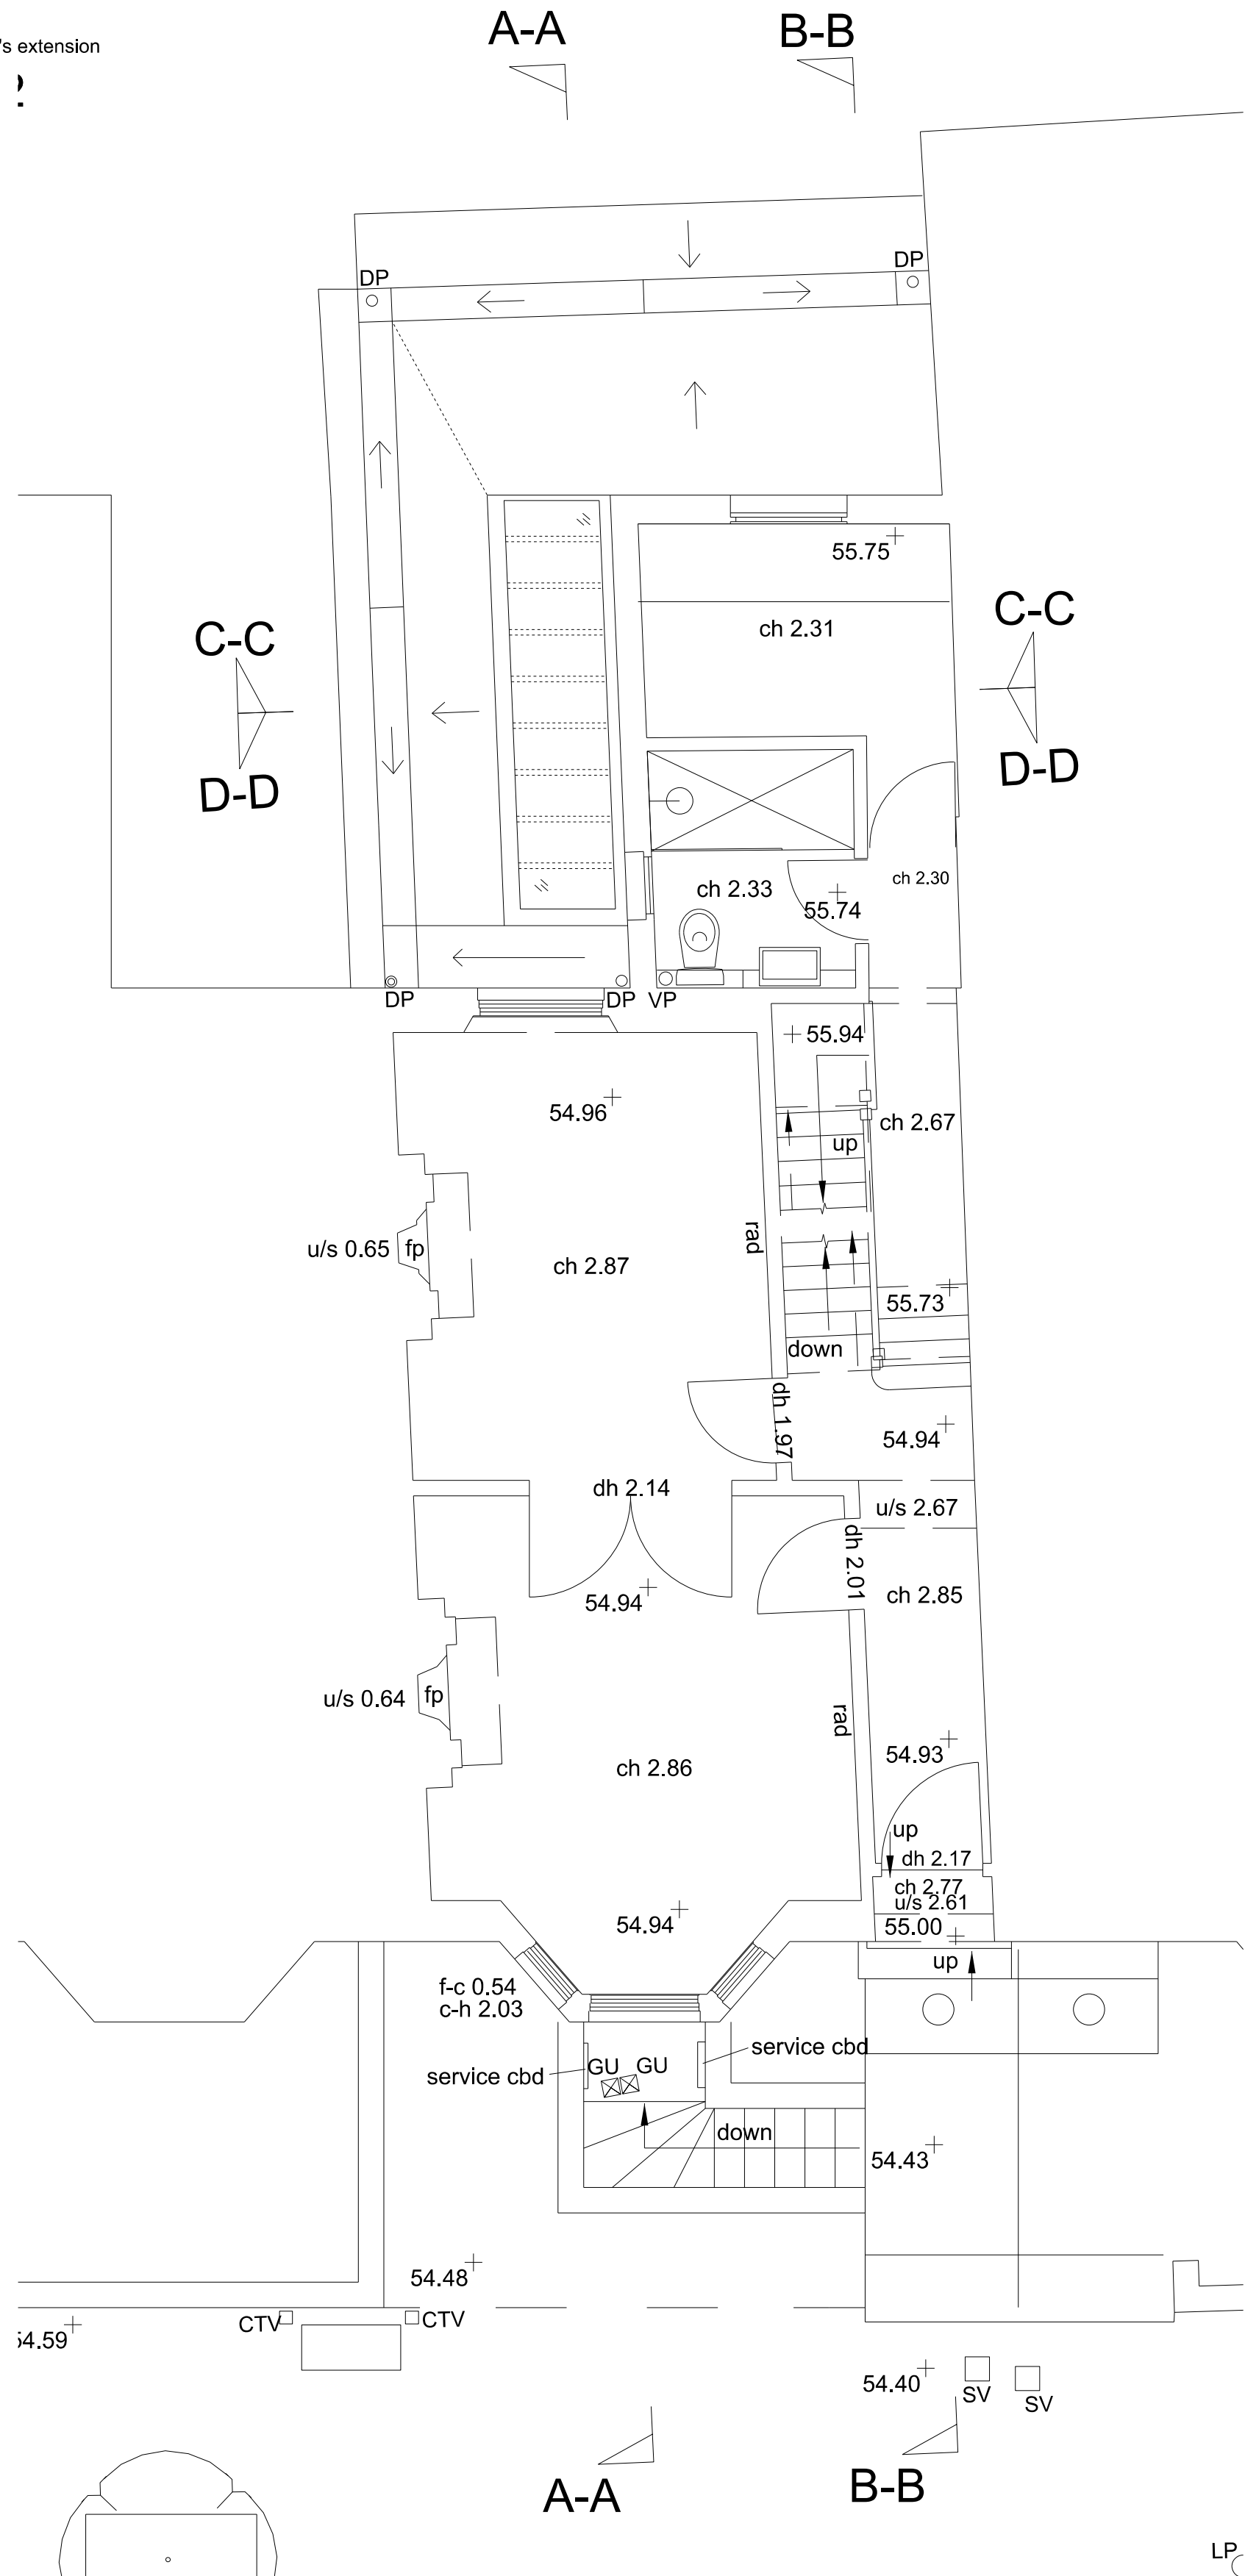 A-A
B-B
's extension
DP
DP
55.75
C-C
C-C
ch 2.31
D-D
D-D
ch 2.33
ch 2.30
55.74
DP
DP
VP
55.94
54.96
ch 2.67
up
rad
u/s 0.65
fp
ch 2.87
55.73
down
dh 1.97
54.94
dh 2.14
u/s 2.67
dh 2.01
54.94
ch 2.85
u/s 0.64
fp
rad
54.93
ch 2.86
up
dh 2.17
ch 2.77
u/s 2.61
54.94
55.00
up
f-c 0.54
c-h 2.03
service cbd
GU
GU
service cbd
down
54.43
54.48
CTV
CTV
54.59
54.40
SV
SV
A-A
B-B
LP